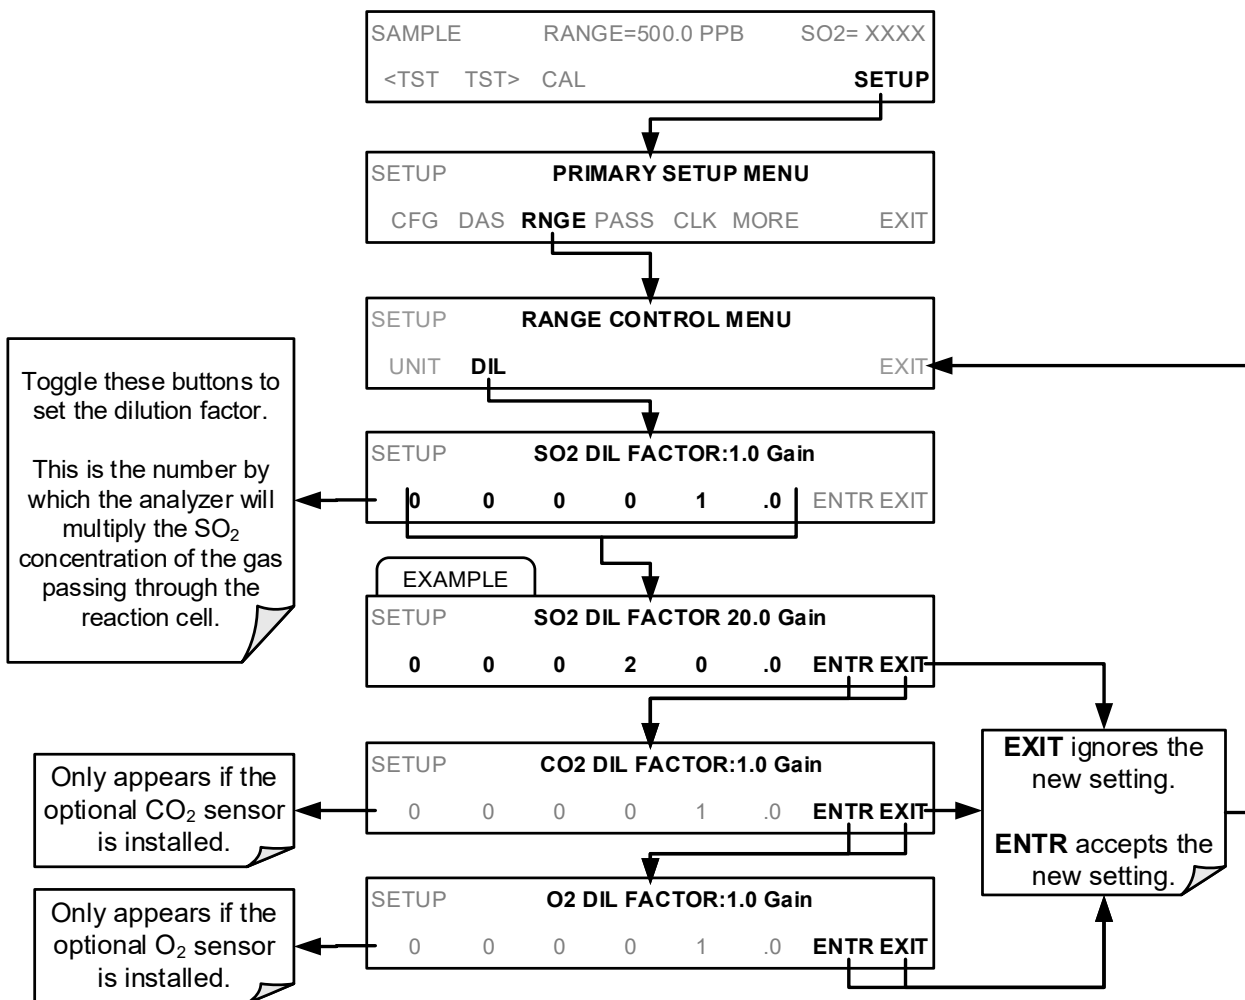 SAMPLE RANGE=500.0 PPB SO2= XXXX
<TST TST> CAL SETUP
SETUP PRIMARY SETUP MENU
CFG DAS RNGE PASS CLK MORE EXIT
SETUP RANGE CONTROL MENU
UNIT DIL EXIT
Toggle these buttons to
set the dilution factor.
This is the number by
which the analyzer will
multiply the SO₂
concentration of the gas
passing through the
reaction cell.
SETUP SO2 DIL FACTOR:1.0 Gain
0 0 0 0 1 .0 ENTR EXIT
EXAMPLE
SETUP SO2 DIL FACTOR 20.0 Gain
0 0 0 2 0 .0 ENTR EXIT
Only appears if the
optional CO₂ sensor
is installed.
SETUP CO2 DIL FACTOR:1.0 Gain
0 0 0 0 1 .0 ENTR EXIT
EXIT ignores the
new setting.
ENTR accepts the
new setting.
Only appears if the
optional O₂ sensor
is installed.
SETUP O2 DIL FACTOR:1.0 Gain
0 0 0 0 1 .0 ENTR EXIT